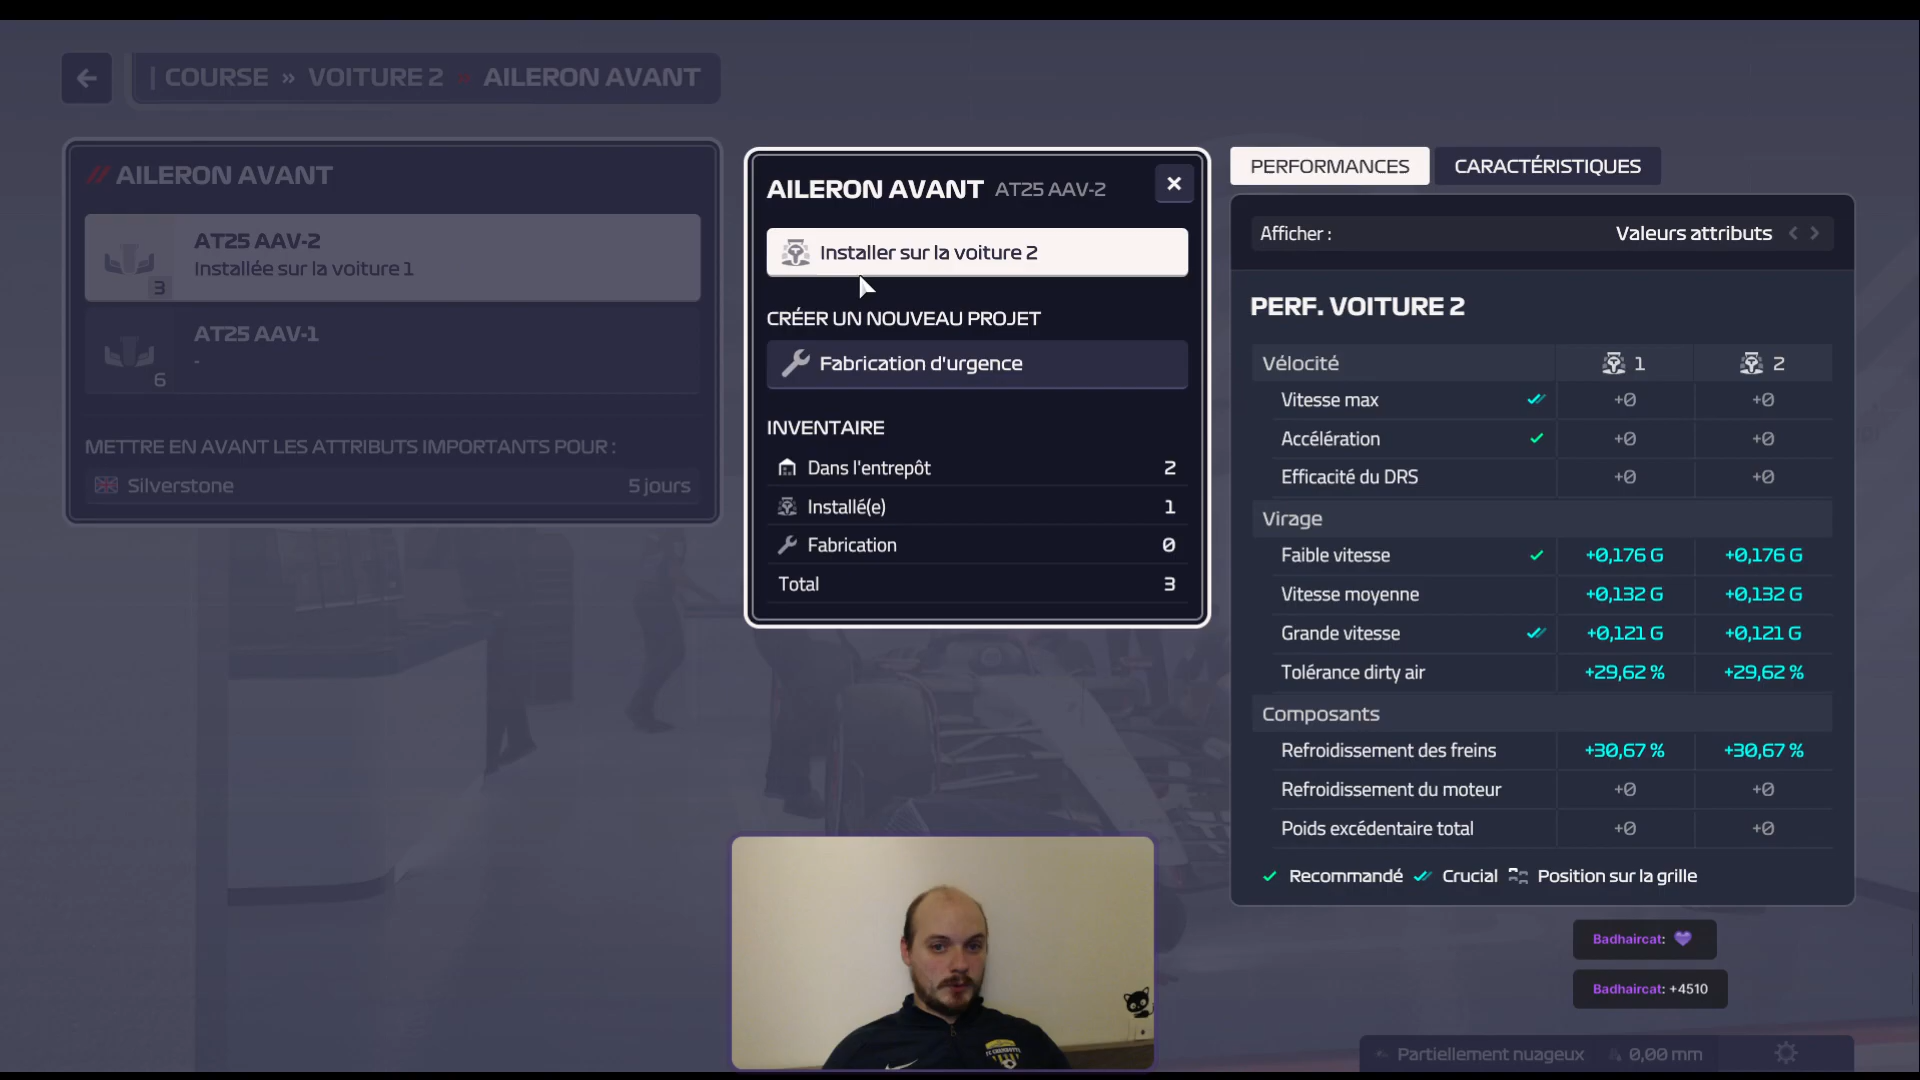 | COURSE » VOITURE 2 » AILERON AVANT
// AILERON AVANT
AT25 AAV-2
Installée sur la voiture 1
3
AT25 AAV-1
-
6
METTRE EN AVANT LES ATTRIBUTS IMPORTANTS POUR :
Silverstone 5 jours
AILERON AVANT AT25 AAV-2
Installer sur la voiture 2
CRÉER UN NOUVEAU PROJET
Fabrication d'urgence
INVENTAIRE
Dans l'entrepôt 2
Installé(e) 1
Fabrication 0
Total 3
PERFORMANCES CARACTÉRISTIQUES
Afficher : Valeurs attributs
PERF. VOITURE 2
Vélocité 1 2
Vitesse max +0 +0
Accélération +0 +0
Efficacité du DRS +0 +0
Virage
Faible vitesse +0,176 G +0,176 G
Vitesse moyenne +0,132 G +0,132 G
Grande vitesse +0,121 G +0,121 G
Tolérance dirty air +29,62 % +29,62 %
Composants
Refroidissement des freins +30,67 % +30,67 %
Refroidissement du moteur +0 +0
Poids excédentaire total +0 +0
Recommandé Crucial Position sur la grille
Badhaircat: 💜
Badhaircat: +4510
Partiellement nuageux 0,00 mm